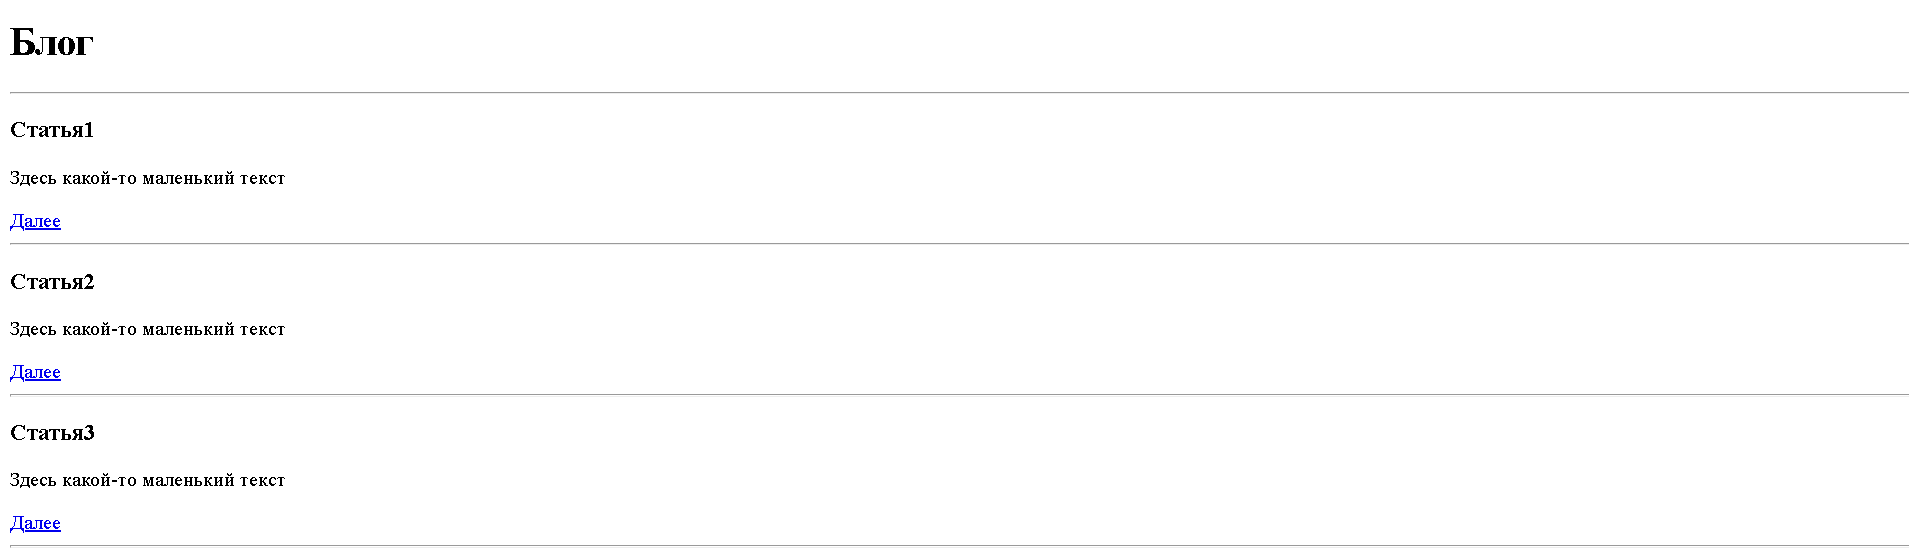 Блог
Статья1
Здесь какой-то маленький текст
Далее
Статья2
Здесь какой-то маленький текст
Далее
Статья3
Здесь какой-то маленький текст
Далее